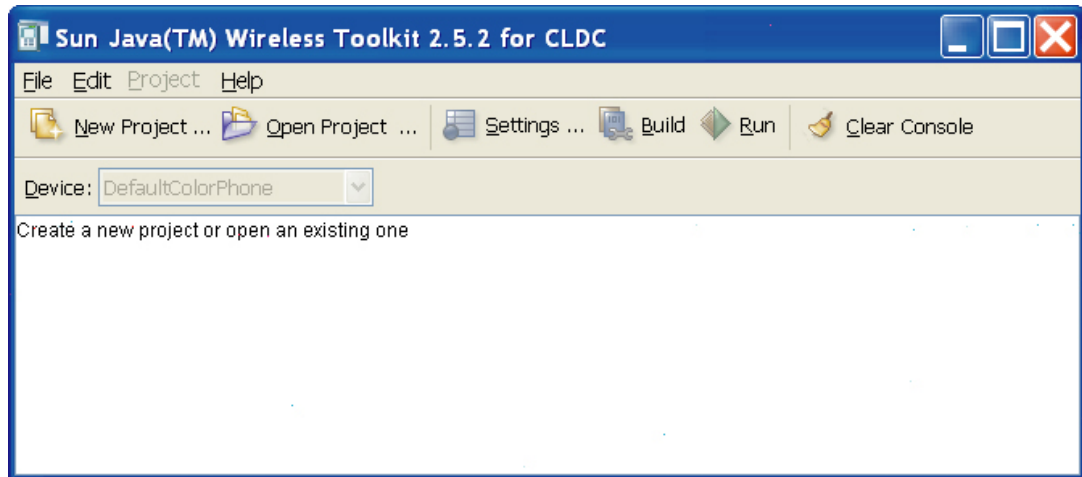 Sun Java(TM) Wireless Toolkit 2.5.2 for CLDC
File Edit Project Help
New Project ... Open Project ... Settings ... Build Run Clear Console
Device: DefaultColorPhone
Create a new project or open an existing one